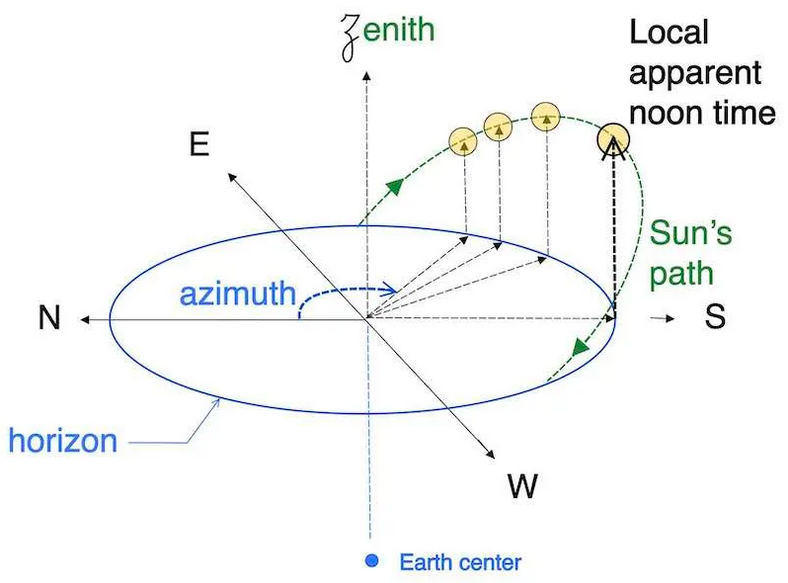 Zenith
Local
apparent
noon time
E
Sun's
path
azimuth
N
S
horizon
W
Earth center